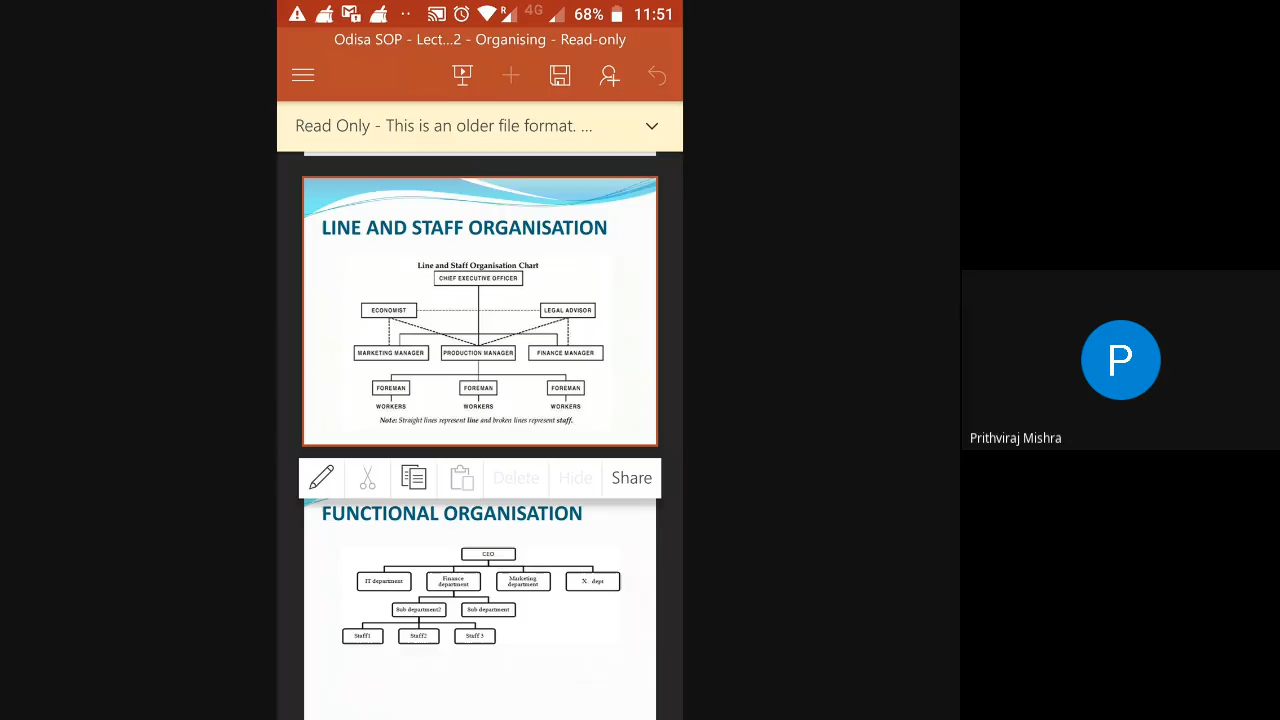 R 4G 68% 11:51
Odisa SOP - Lect...2 - Organising - Read-only
Read Only - This is an older file format. ...
LINE AND STAFF ORGANISATION
Line and Staff Organisation Chart
CHIEF EXECUTIVE OFFICER
ECONOMIST LEGAL ADVISOR
MARKETING MANAGER PRODUCTION MANAGER FINANCE MANAGER
FOREMAN FOREMAN FOREMAN
WORKERS WORKERS WORKERS
Note: Straight lines represent line and broken lines represent staff.
Delete Hide Share
FUNCTIONAL ORGANISATION
CEO
IT department Finance department Marketing department X dept
Sub department2 Sub department
Staff1 Staff2 Staff 3
P
Prithviraj Mishra